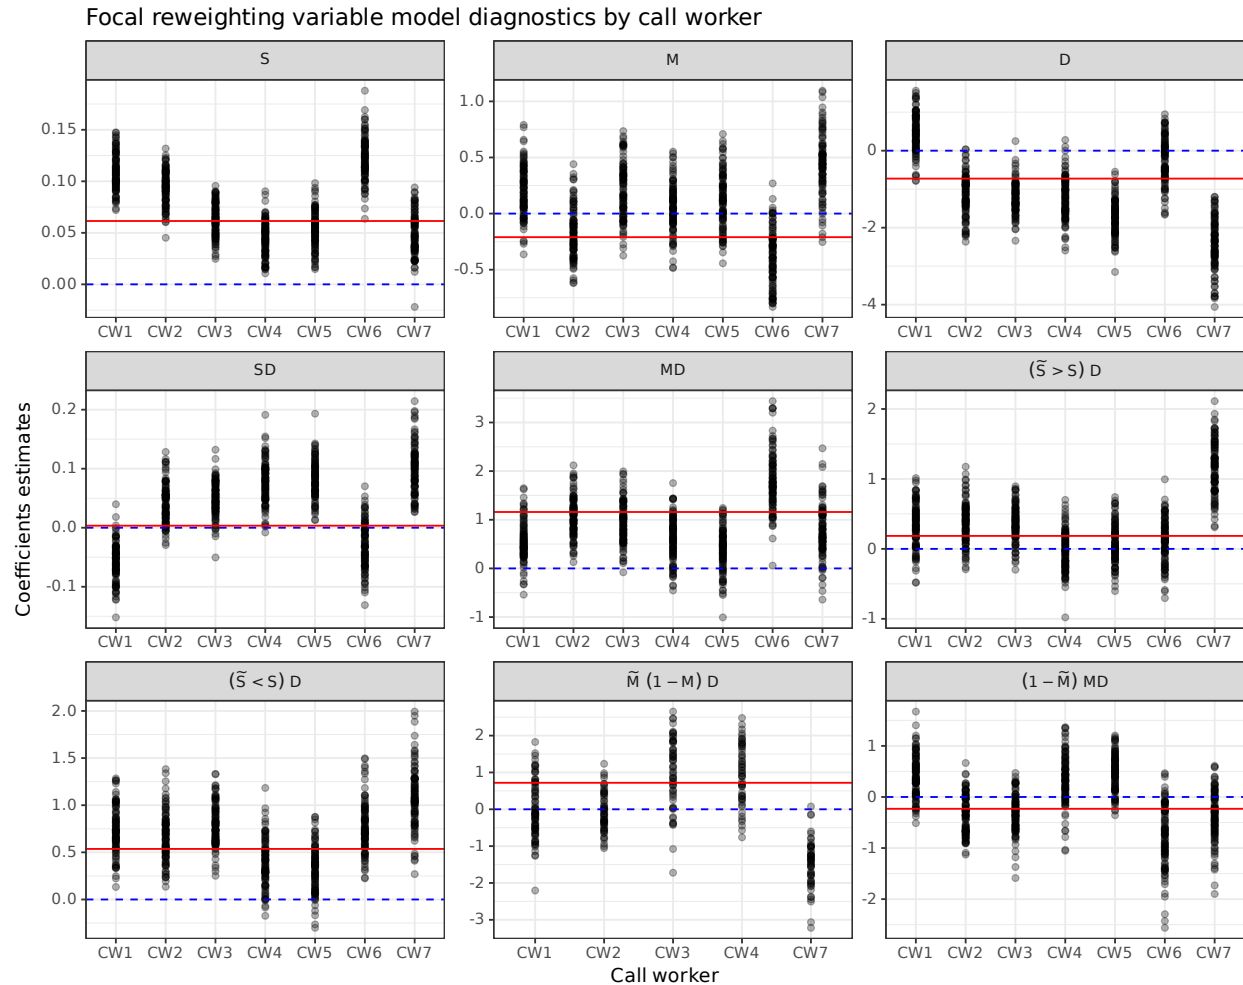 Focal reweighting variable model diagnostics by call worker
S
M
D
0.15
0.10
0.05
0.00
1.0
0.5
0.0
-0.5
0
-2
-4
CW1 CW2 CW3 CW4 CW5 CW6 CW7
CW1 CW2 CW3 CW4 CW5 CW6 CW7
CW1 CW2 CW3 CW4 CW5 CW6 CW7
SD
MD
(S̃ > S) D
0.2
0.1
0.0
-0.1
3
2
1
0
-1
2
1
0
-1
CW1 CW2 CW3 CW4 CW5 CW6 CW7
CW1 CW2 CW3 CW4 CW5 CW6 CW7
CW1 CW2 CW3 CW4 CW5 CW6 CW7
(S̃ < S) D
M̃ (1 − M) D
(1 − M̃) MD
2.0
1.5
1.0
0.5
0.0
2
1
0
-1
-2
-3
1
0
-1
-2
CW1 CW2 CW3 CW4 CW5 CW6 CW7
CW1 CW2 CW3 CW4 CW7
CW1 CW2 CW3 CW4 CW5 CW6 CW7
Coefficients estimates
Call worker